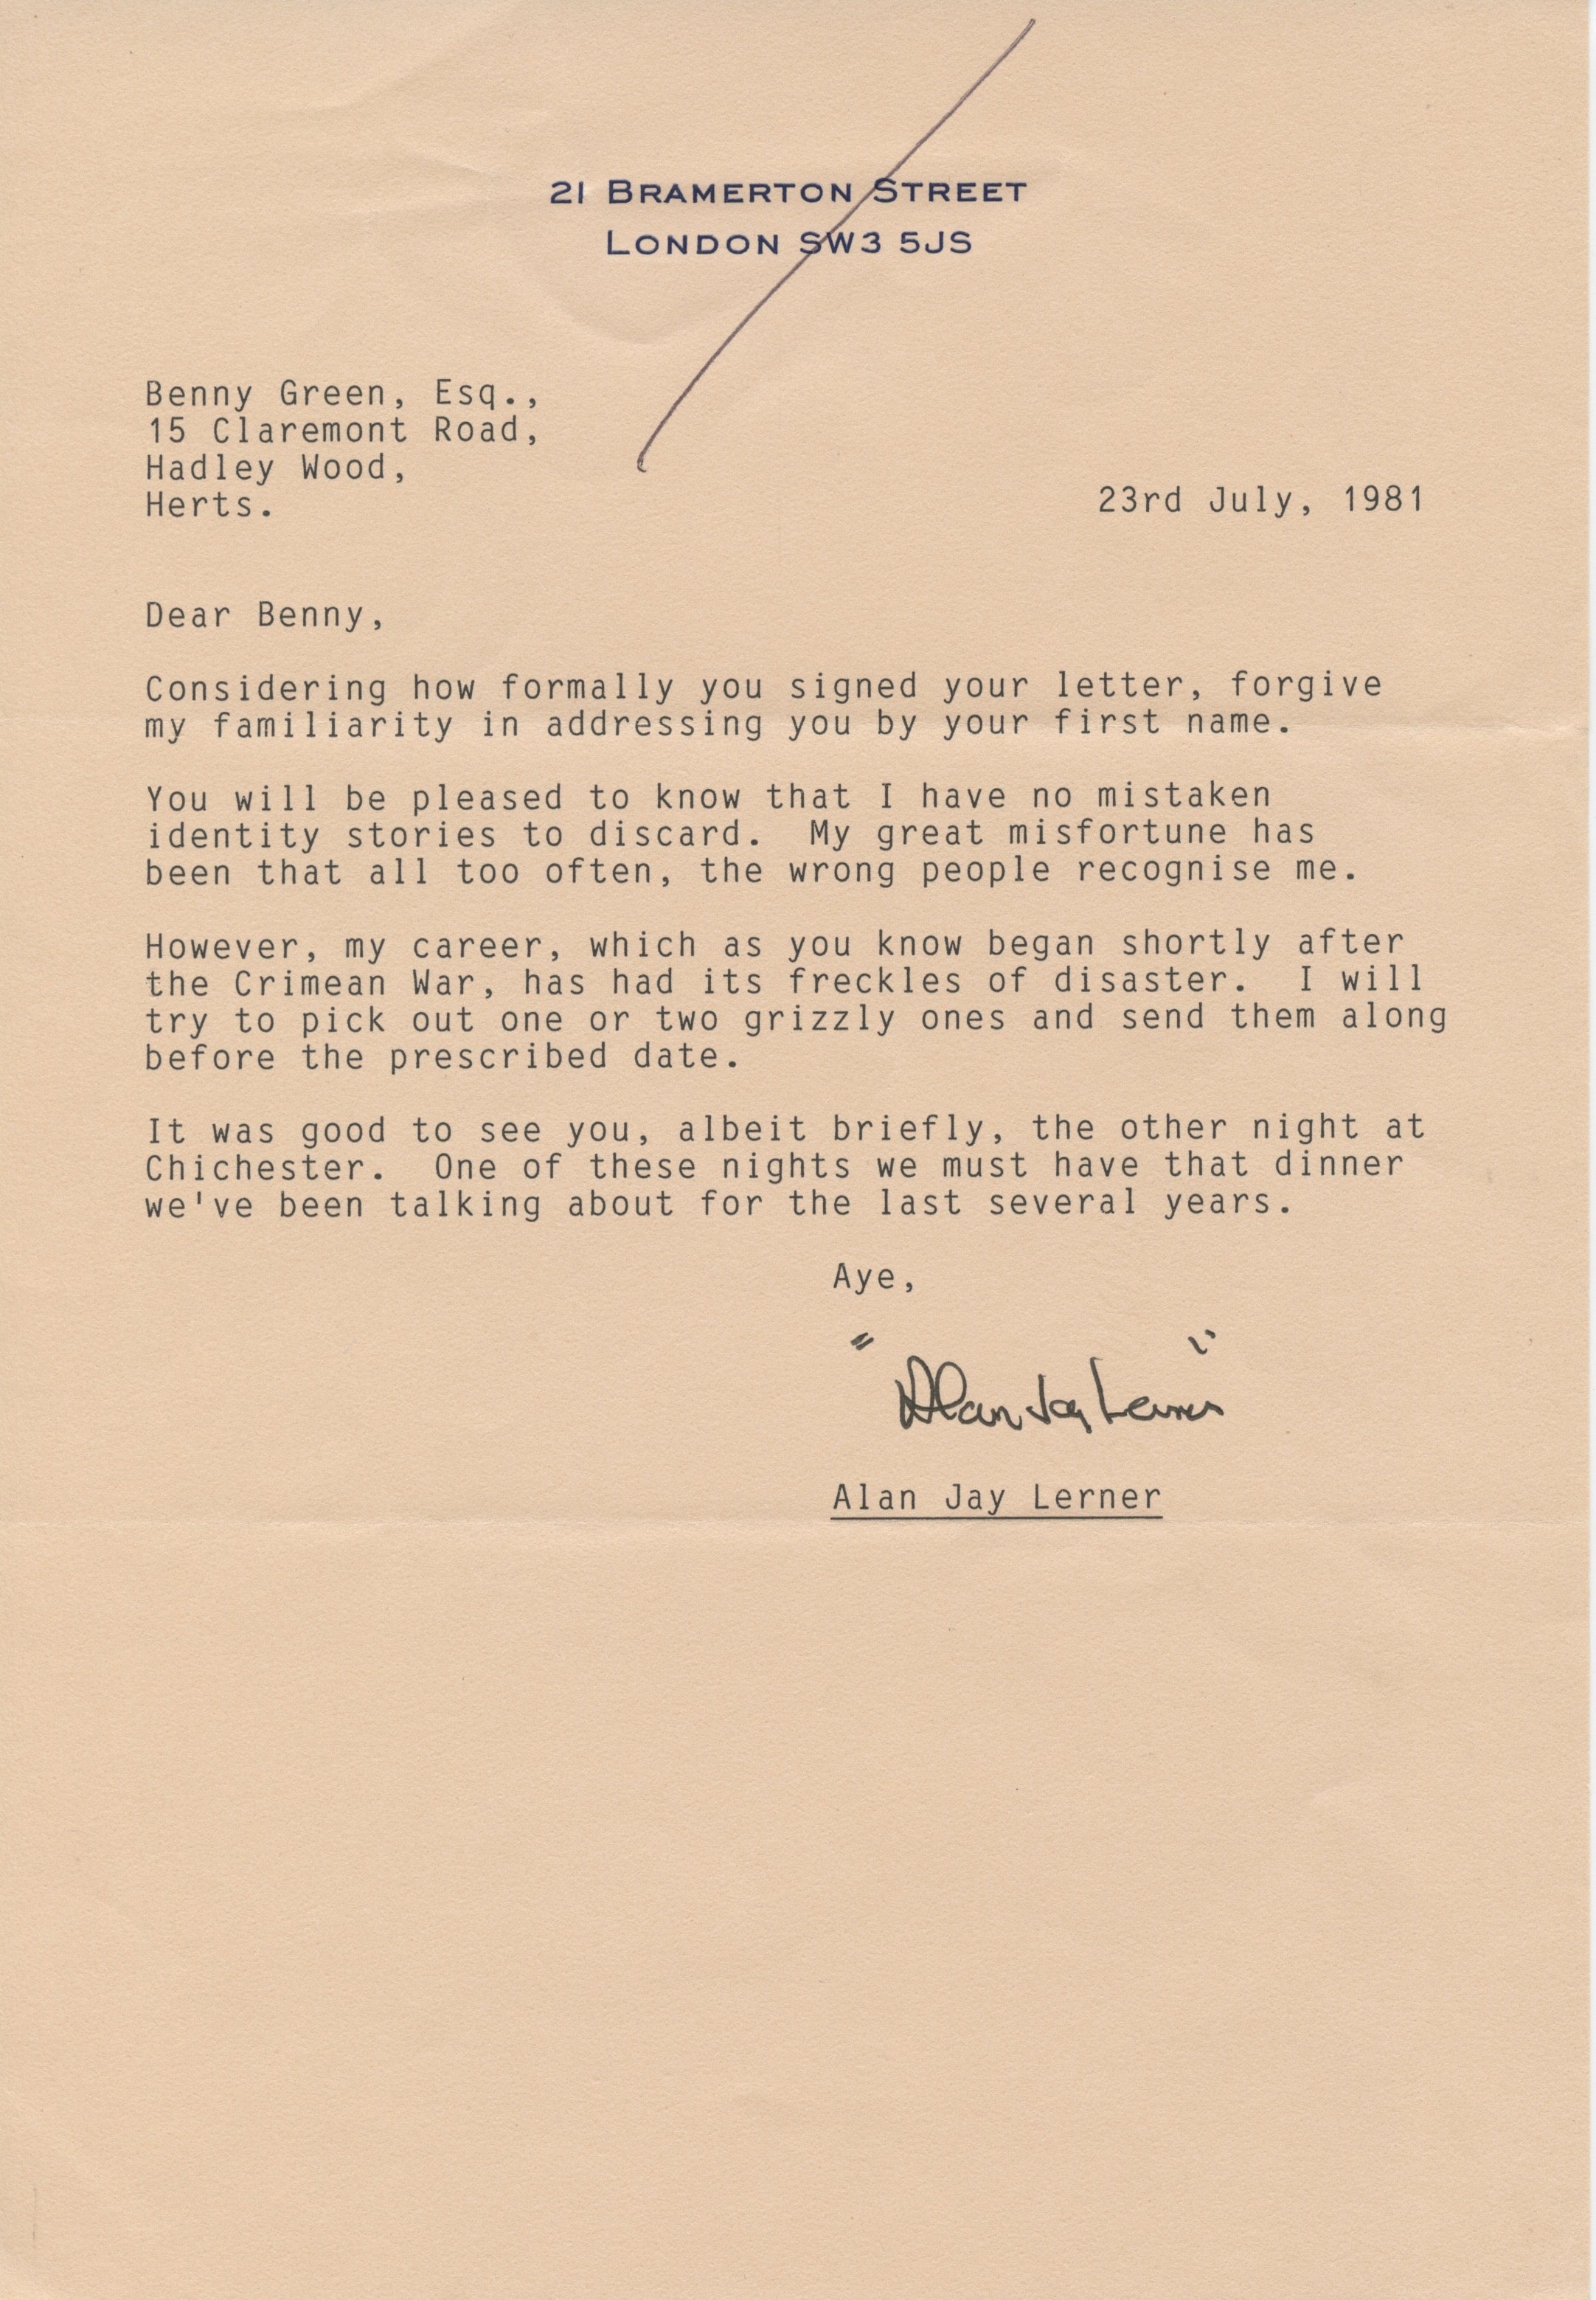 21 BRAMERTON STREET
LONDON SW3 5JS
Benny Green, Esq.,
15 Claremont Road,
Hadley Wood,
Herts.
23rd July, 1981
Dear Benny,
Considering how formally you signed your letter, forgive
my familiarity in addressing you by your first name.
You will be pleased to know that I have no mistaken
identity stories to discard.  My great misfortune has
been that all too often, the wrong people recognise me.
However, my career, which as you know began shortly after
the Crimean War, has had its freckles of disaster.  I will
try to pick out one or two grizzly ones and send them along
before the prescribed date.
It was good to see you, albeit briefly, the other night at
Chichester.  One of these nights we must have that dinner
we've been talking about for the last several years.
Aye,
"Alan Jay Lerner"
Alan Jay Lerner